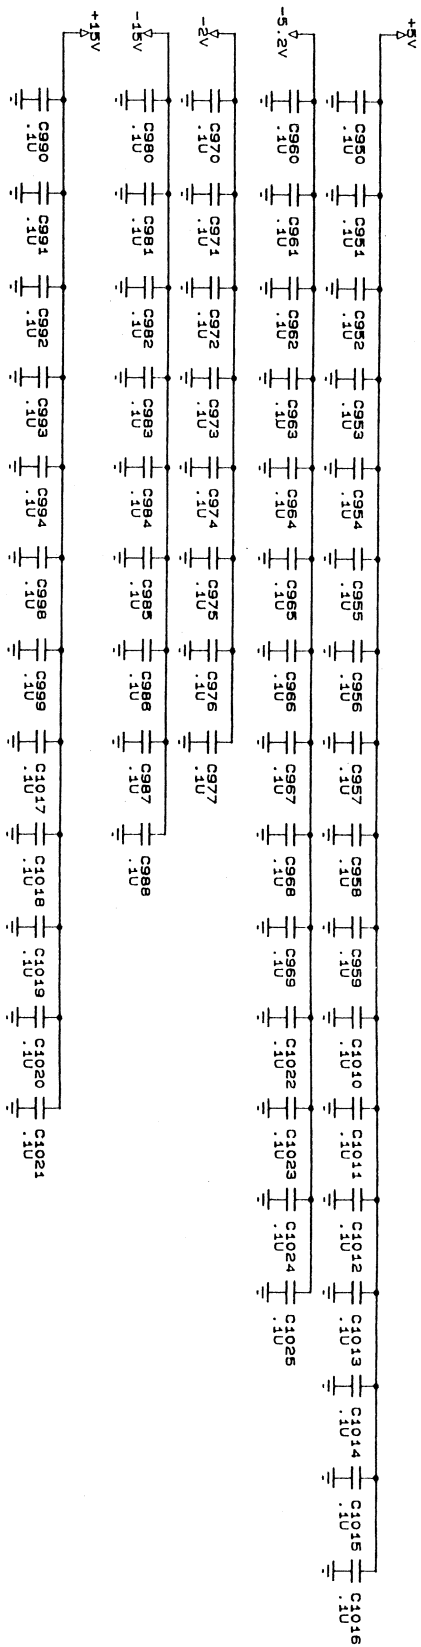 +5V
C950
.1U
C951
.1U
C952
.1U
C953
.1U
C954
.1U
C955
.1U
C956
.1U
C957
.1U
C958
.1U
C959
.1U
C1010
.1U
C1011
.1U
C1012
.1U
C1013
.1U
C1014
.1U
C1015
.1U
C1016
.1U
-5.2V
C960
.1U
C961
.1U
C962
.1U
C963
.1U
C964
.1U
C965
.1U
C966
.1U
C967
.1U
C968
.1U
C969
.1U
C1022
.1U
C1023
.1U
C1024
.1U
C1025
.1U
-2V
C970
.1U
C971
.1U
C972
.1U
C973
.1U
C974
.1U
C975
.1U
C976
.1U
C977
.1U
-15V
C980
.1U
C981
.1U
C982
.1U
C983
.1U
C984
.1U
C985
.1U
C986
.1U
C987
.1U
C988
.1U
+15V
C990
.1U
C991
.1U
C992
.1U
C993
.1U
C994
.1U
C998
.1U
C999
.1U
C1017
.1U
C1018
.1U
C1019
.1U
C1020
.1U
C1021
.1U